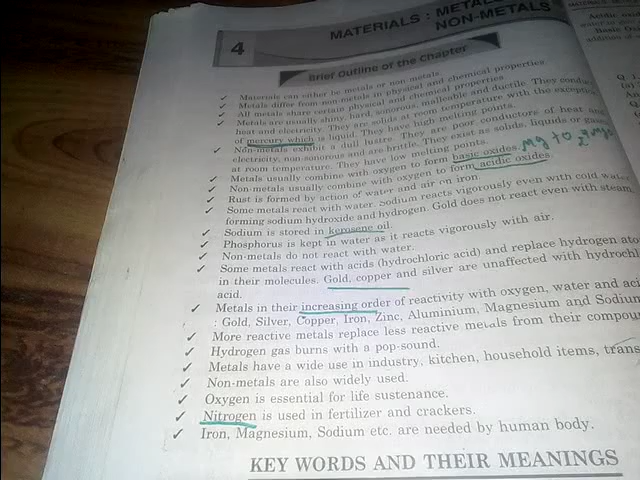 4
MATERIALS : METALS
NON-METALS
Brief Outline of the Chapter
✓ Materials can either be metals or non-metals.
✓ Metals differ from non-metals in physical and chemical properties.
✓ All metals share certain physical and chemical properties
✓ Metals are usually shiny, hard, sonorous, malleable and ductile. They conduct
heat and electricity. They are solids at room temperature with the exception
of mercury which is liquid. They have high melting points.
✓ Non-metals exhibit a dull lustre. They are poor conductors of heat and
electricity, non-sonorous and are brittle. They exist as solids, liquids or gases
at room temperature. They have low melting points.
✓ Metals usually combine with oxygen to form basic oxides. Mg + O
✓ Non-metals usually combine with oxygen to form acidic oxides.
✓ Rust is formed by action of water and air on iron
✓ Some metals react with water. Sodium reacts vigorously even with cold water
forming sodium hydroxide and hydrogen. Gold does not react even with steam
✓ Sodium is stored in kerosene oil.
✓ Phosphorus is kept in water as it reacts vigorously with air.
✓ Non-metals do not react with water.
✓ Some metals react with acids (hydrochloric acid) and replace hydrogen ato
in their molecules. Gold, copper and silver are unaffected with hydrochl
acid.
✓ Metals in their increasing order of reactivity with oxygen, water and aci
: Gold, Silver, Copper, Iron, Zinc, Aluminium, Magnesium and Sodium
✓ More reactive metals replace less reactive metals from their compou
✓ Hydrogen gas burns with a pop-sound.
✓ Metals have a wide use in industry, kitchen, household items, trans
✓ Non-metals are also widely used.
✓ Oxygen is essential for life sustenance.
✓ Nitrogen is used in fertilizer and crackers.
✓ Iron, Magnesium, Sodium etc. are needed by human body.
KEY WORDS AND THEIR MEANINGS